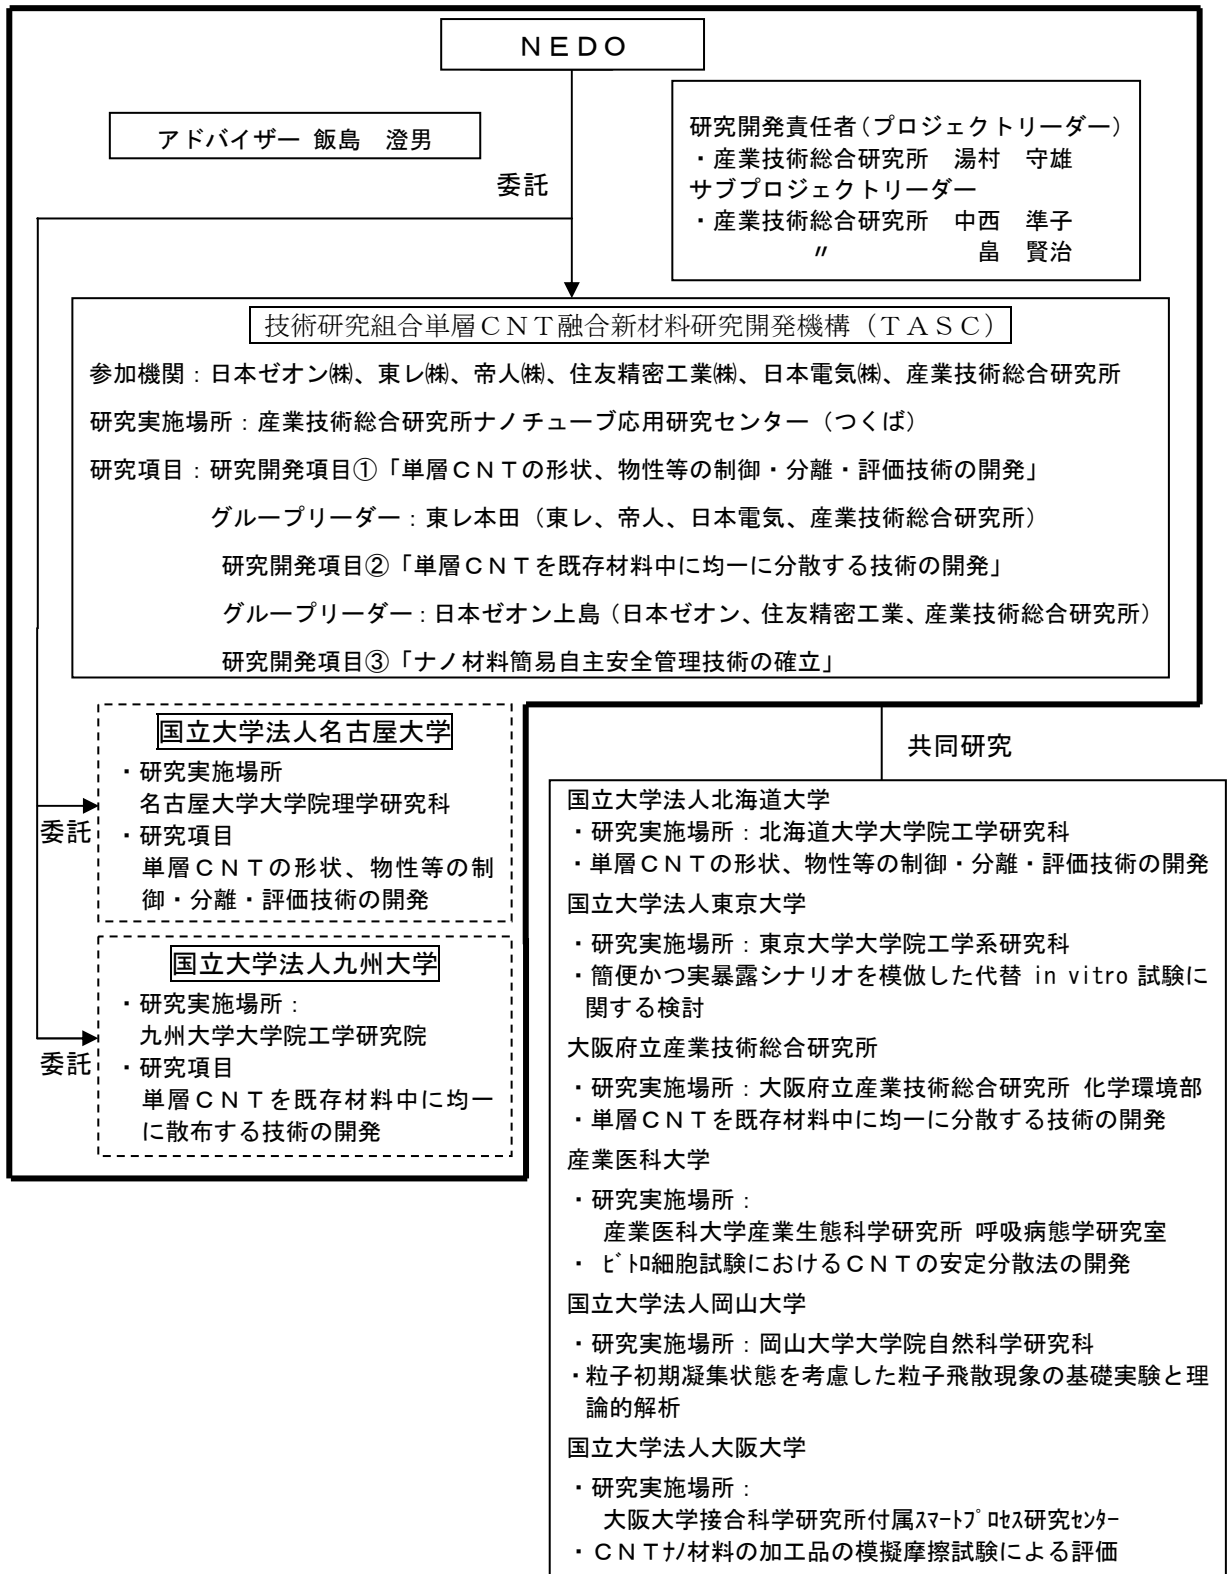 ＮＥＤＯ
アドバイザー 飯島　澄男
研究開発責任者（プロジェクトリーダー）
・産業技術総合研究所　湯村　守雄
サブプロジェクトリーダー
・産業技術総合研究所　中西　準子
〃　畠　賢治
委託
技術研究組合単層ＣＮＴ融合新材料研究開発機構（ＴＡＳＣ）
参加機関：日本ゼオン㈱、東レ㈱、帝人㈱、住友精密工業㈱、日本電気㈱、産業技術総合研究所
研究実施場所：産業技術総合研究所ナノチューブ応用研究センター（つくば）
研究項目：研究開発項目①「単層ＣＮＴの形状、物性等の制御・分離・評価技術の開発」
グループリーダー：東レ本田（東レ、帝人、日本電気、産業技術総合研究所）
研究開発項目②「単層ＣＮＴを既存材料中に均一に分散する技術の開発」
グループリーダー：日本ゼオン上島（日本ゼオン、住友精密工業、産業技術総合研究所）
研究開発項目③「ナノ材料簡易自主安全管理技術の確立」
国立大学法人名古屋大学
・研究実施場所
名古屋大学大学院理学研究科
・研究項目
単層ＣＮＴの形状、物性等の制
御・分離・評価技術の開発
委託
国立大学法人九州大学
・研究実施場所：
九州大学大学院工学研究院
・研究項目
単層ＣＮＴを既存材料中に均一
に散布する技術の開発
委託
共同研究
国立大学法人北海道大学
・研究実施場所：北海道大学大学院工学研究科
・単層ＣＮＴの形状、物性等の制御・分離・評価技術の開発
国立大学法人東京大学
・研究実施場所：東京大学大学院工学系研究科
・簡便かつ実暴露シナリオを模倣した代替 in vitro 試験に
関する検討
大阪府立産業技術総合研究所
・研究実施場所：大阪府立産業技術総合研究所 化学環境部
・単層ＣＮＴを既存材料中に均一に分散する技術の開発
産業医科大学
・研究実施場所：
産業医科大学産業生態科学研究所 呼吸病態学研究室
・ﾋﾞﾄﾛ細胞試験におけるＣＮＴの安定分散法の開発
国立大学法人岡山大学
・研究実施場所：岡山大学大学院自然科学研究科
・粒子初期凝集状態を考慮した粒子飛散現象の基礎実験と理
論的解析
国立大学法人大阪大学
・研究実施場所：
大阪大学接合科学研究所付属ｽﾏｰﾄﾌﾟﾛｾｽ研究ｾﾝﾀｰ
・ＣＮＴﾅﾉ材料の加工品の模擬摩擦試験による評価